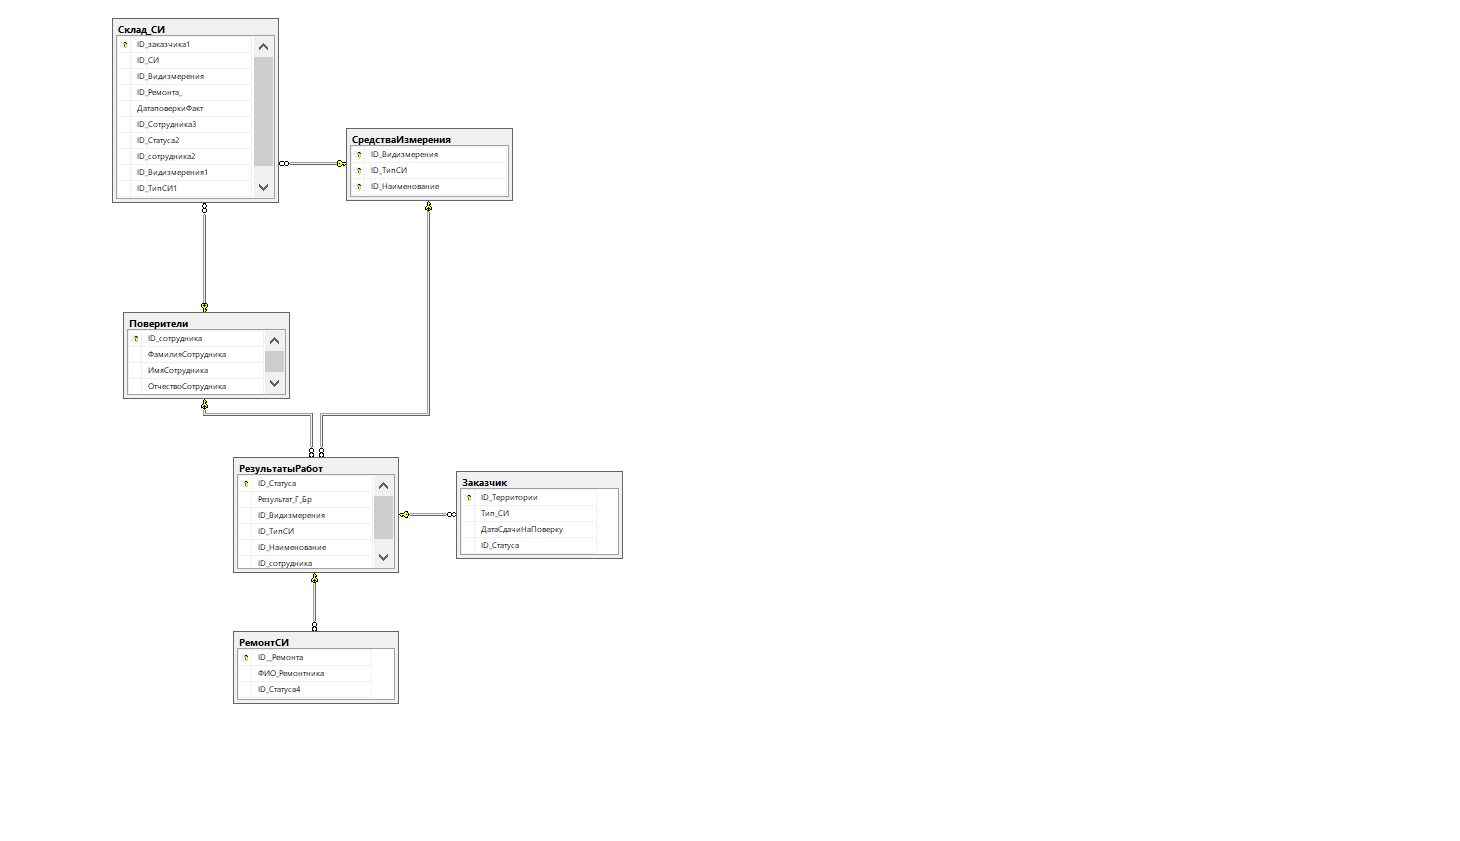 Склад_СИ
ID_заказчика1
ID_СИ
ID_Видизмерения
ID_Ремонта_
ДатаповеркиФакт
ID_Сотрудника3
ID_Статуса2
ID_сотрудника2
ID_Видизмерения1
ID_ТипСИ1
СредстваИзмерения
ID_Видизмерения
ID_ТипСИ
ID_Наименование
Поверители
ID_сотрудника
ФамилияСотрудника
ИмяСотрудника
ОтчествоСотрудника
РезультатыРабот
ID_Статуса
Результат_Г_Бр
ID_Видизмерения
ID_ТипСИ
ID_Наименование
ID_сотрудника
Заказчик
ID_Территории
Тип_СИ
ДатаСдачиНаПоверку
ID_Статуса
РемонтСИ
ID__Ремонта
ФИО_Ремонтника
ID_Статуса4